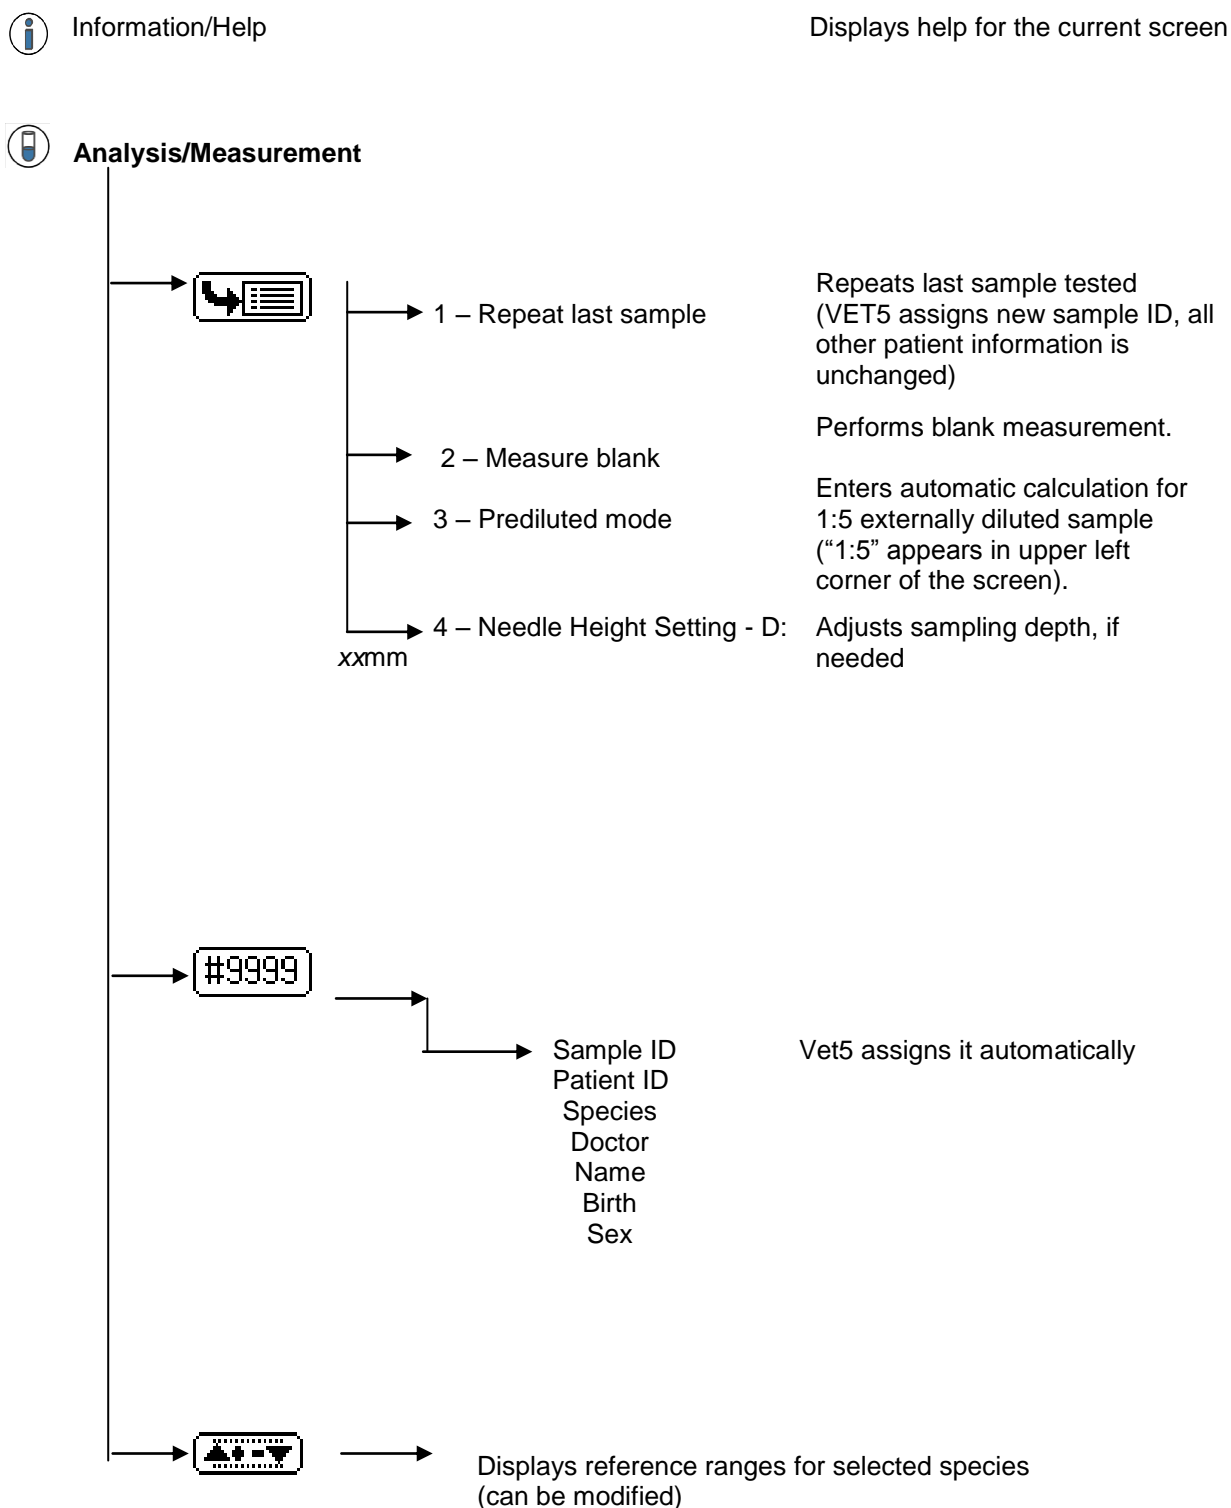 Information/Help
Displays help for the current screen
Analysis/Measurement
1 – Repeat last sample
Repeats last sample tested
(VET5 assigns new sample ID, all
other patient information is
unchanged)
2 – Measure blank
Performs blank measurement.
3 – Prediluted mode
Enters automatic calculation for
1:5 externally diluted sample
(“1:5” appears in upper left
corner of the screen).
4 – Needle Height Setting - D:
xxmm
Adjusts sampling depth, if
needed
#9999
Sample ID
Vet5 assigns it automatically
Patient ID
Species
Doctor
Name
Birth
Sex
Displays reference ranges for selected species
(can be modified)